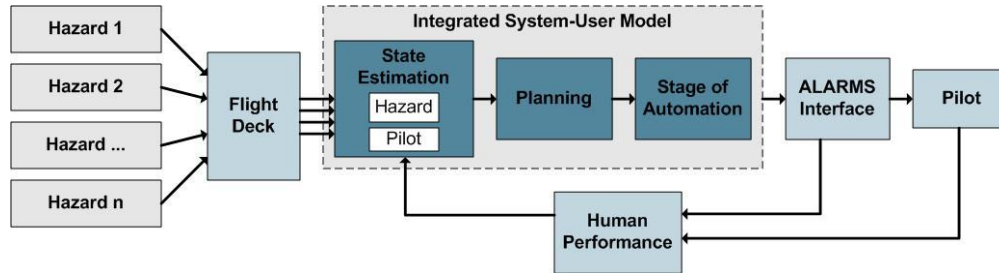 Integrated System-User Model
Hazard 1
Hazard 2
Hazard ...
Hazard n
Flight
Deck
State
Estimation
Hazard
Pilot
Planning
Stage of
Automation
ALARMS
Interface
Pilot
Human
Performance